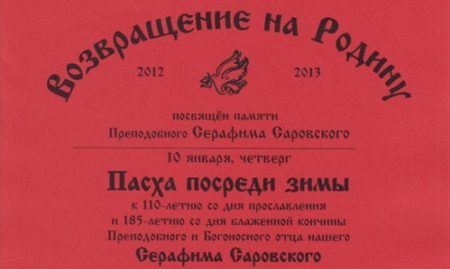 Возвращение на Родину
2012 2013
посвящён памяти
Преподобного Серафима Саровского
10 января, четверг
Пасха посреди зимы
к 110-летию со дня прославления
и 185-летию со дня блаженной кончины
Преподобного и Богоносного отца нашего
Серафима Саровского